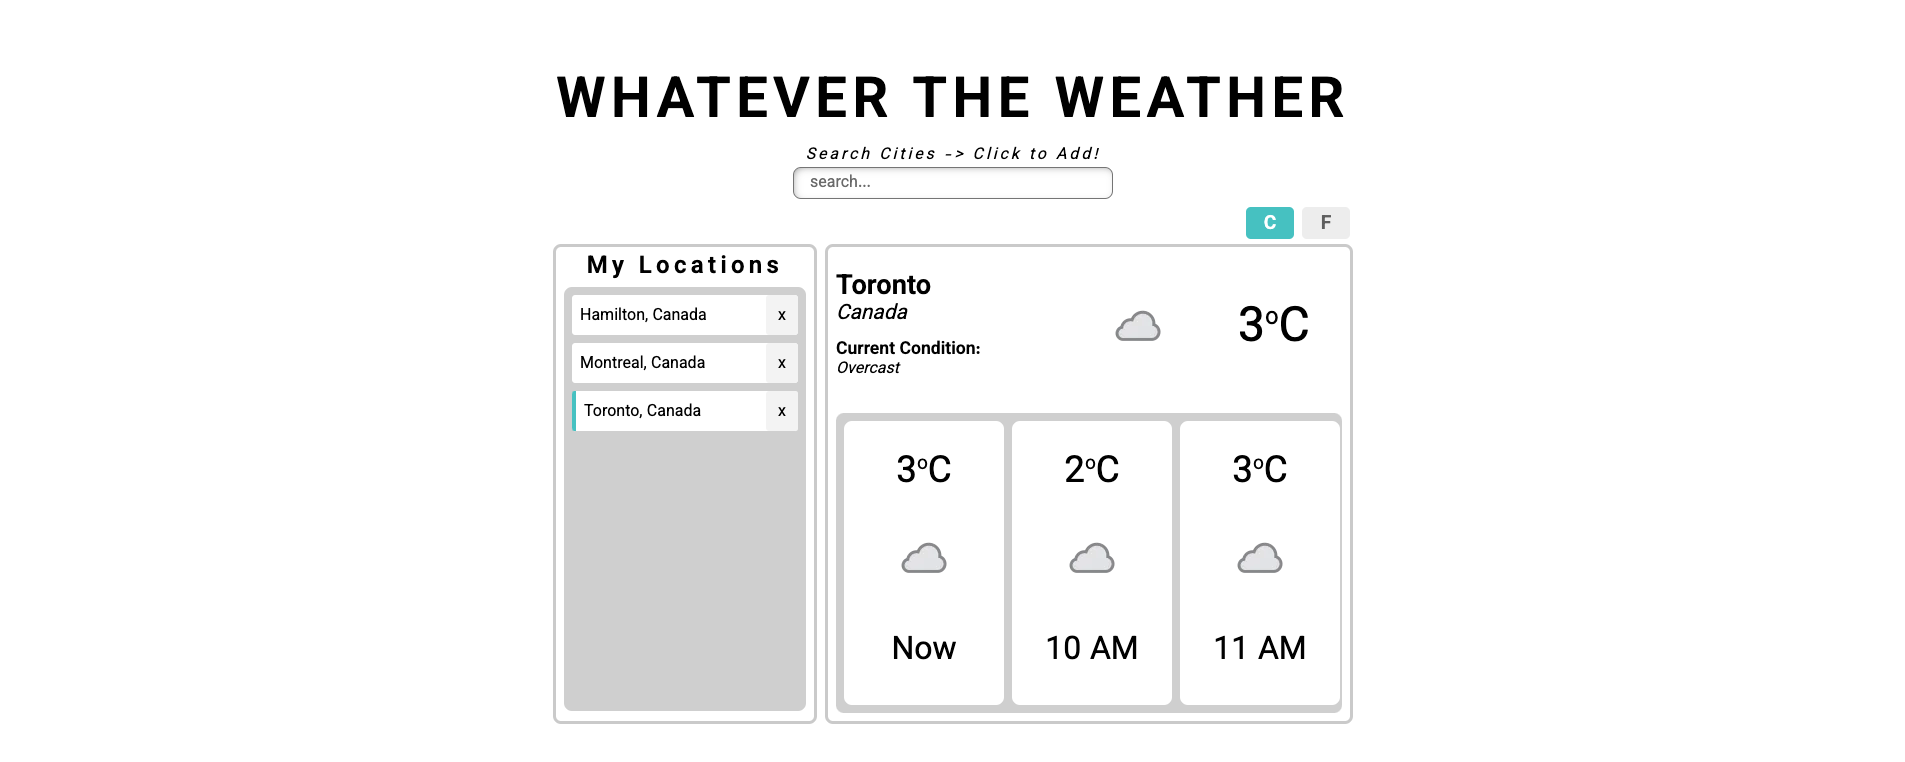 WHATEVER THE WEATHER
Search Cities -> Click to Add!
search...
C F
My Locations
Hamilton, Canada x
Montreal, Canada x
Toronto, Canada x
Toronto
Canada
Current Condition:
Overcast
3°C
3°C 2°C 3°C
Now 10 AM 11 AM